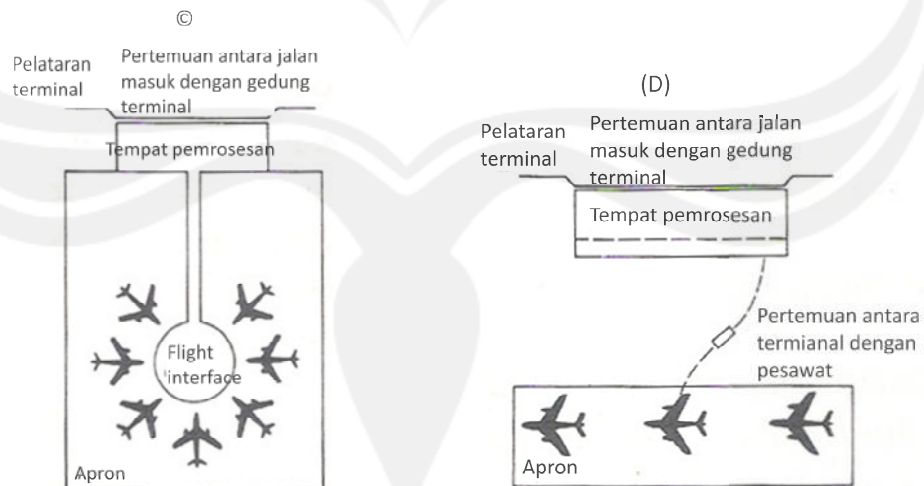 ©
Pelataran
terminal
Pertemuan antara jalan
masuk dengan gedung
terminal
Tempat pemrosesan
Flight
interface
Apron
(D)
Pelataran
terminal
Pertemuan antara jalan
masuk dengan gedung
terminal
Tempat pemrosesan
Pertemuan antara
termianal dengan
pesawat
Apron